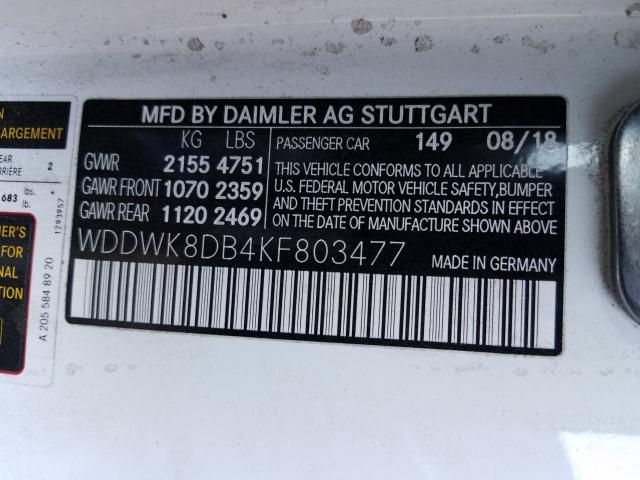 MFD BY DAIMLER AG STUTTGART
KG LBS
GVWR 2155 4751
GAWR FRONT 1070 2359
GAWR REAR 1120 2469
PASSENGER CAR 149 08/18
THIS VEHICLE CONFORMS TO ALL APPLICABLE
U.S. FEDERAL MOTOR VEHICLE SAFETY,BUMPER
AND THEFT PREVENTION STANDARDS IN EFFECT
ON THE DATE OF MANUFACTURE SHOWN ABOVE.
WDDWK8DB4KF803477
MADE IN GERMANY
ARGEMENT
2
683 lbs.
lb.
1293957
A 205 584 89 20